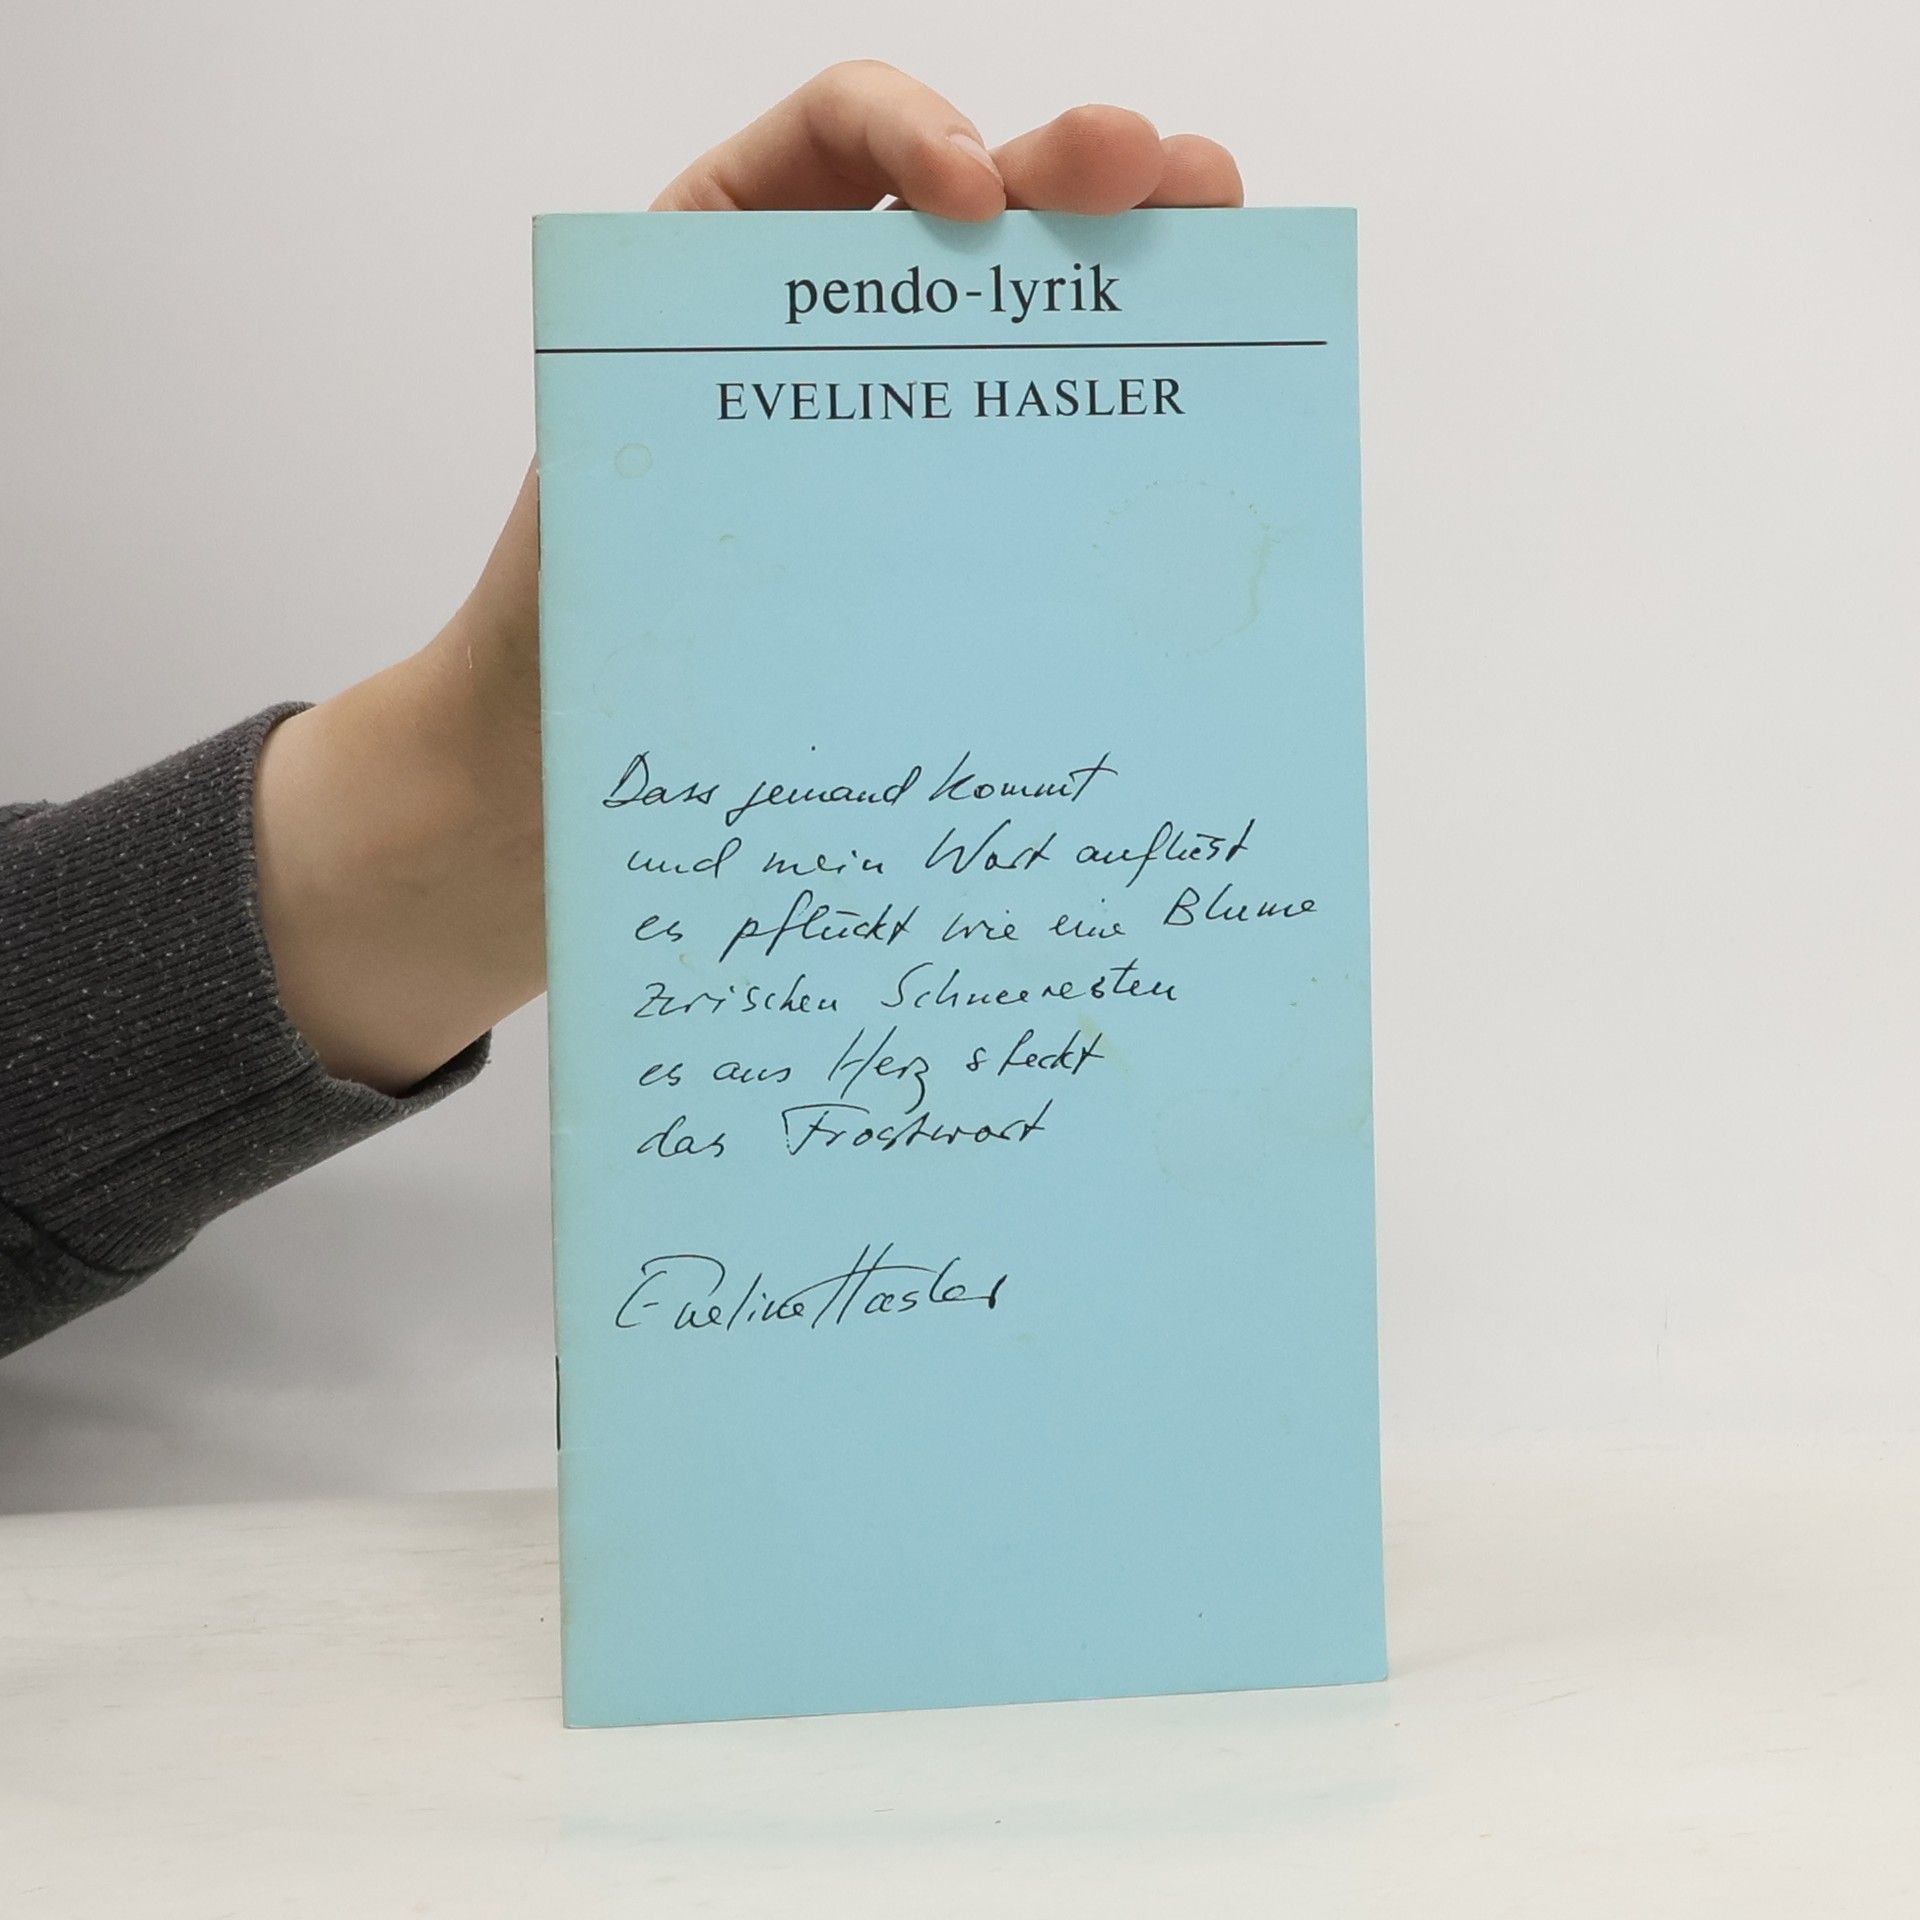 pendo-lyrik
EVELINE HASLER
Dass jemand kommt
und mein Wort aufliest
es pflückt wie eine Blume
zwischen Schneeresten
es ans Herz steckt
das Frostwort
Eveline Hasler